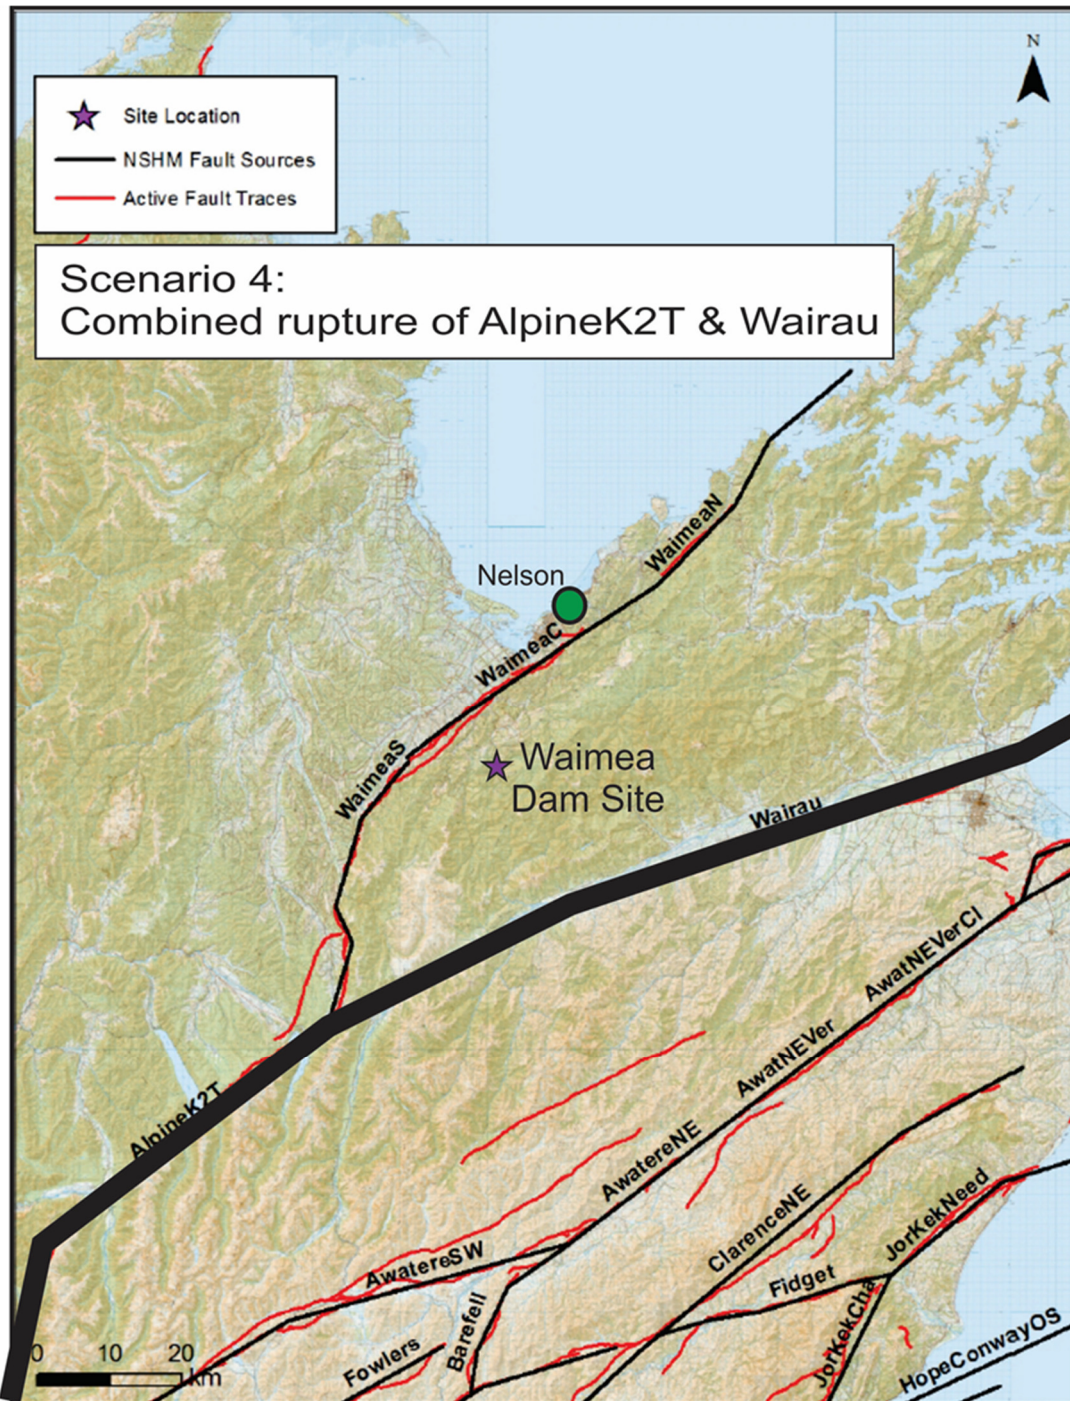 N
Site Location
NSHM Fault Sources
Active Fault Traces
Scenario 4:
Combined rupture of AlpineK2T & Wairau
WaimeaN
Nelson
WaimeaC
WaimeaS
Waimea
Dam Site
Wairau
AwatNEVerCl
AwatNEVer
AlpineK2T
AwatereNE
JorKekNeed
ClarenceNE
AwatereSW
Fidget
Barefell
JorKekCha
Fowlers
HopeConwayOS
0 10 20
km